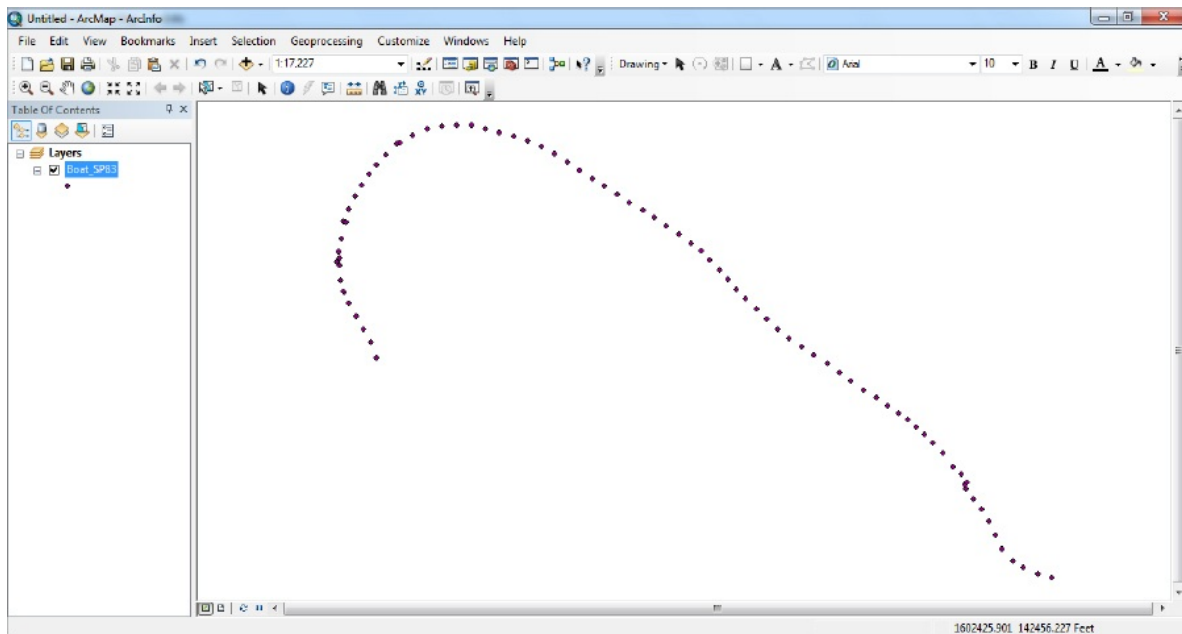 Untitled - ArcMap - ArcInfo
File Edit View Bookmarks Insert Selection Geoprocessing Customize Windows Help
1:17,227 Drawing Arial 10 B I U A
Table Of Contents
Layers
Boat_SP83
1602425.901 142456.227 Feet